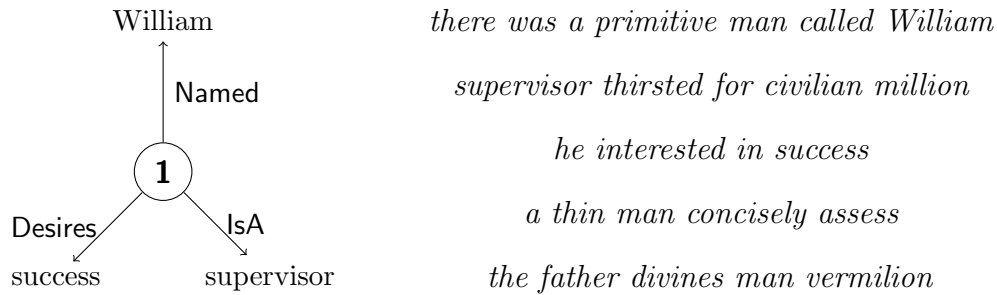 William
Named
1
Desires
IsA
success
supervisor
there was a primitive man called William
supervisor thirsted for civilian million
he interested in success
a thin man concisely assess
the father divines man vermilion